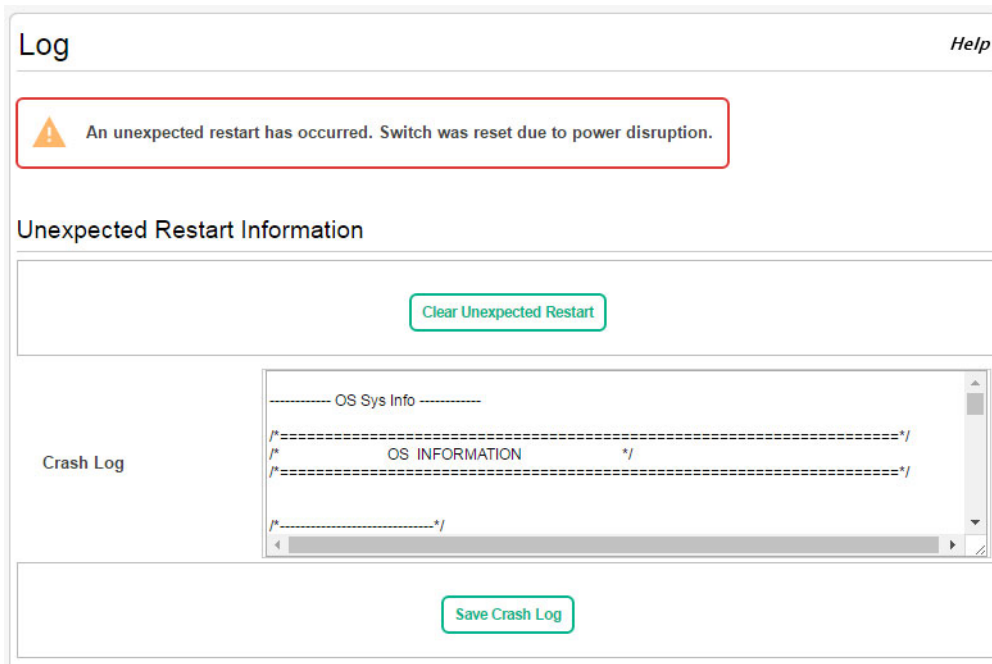 Log
Help
An unexpected restart has occurred. Switch was reset due to power disruption.
Unexpected Restart Information
Clear Unexpected Restart
Crash Log
------------ OS Sys Info ------------
/*=====================================================================*/
/* OS INFORMATION */
/*=====================================================================*/
/*------------------------------*/
Save Crash Log